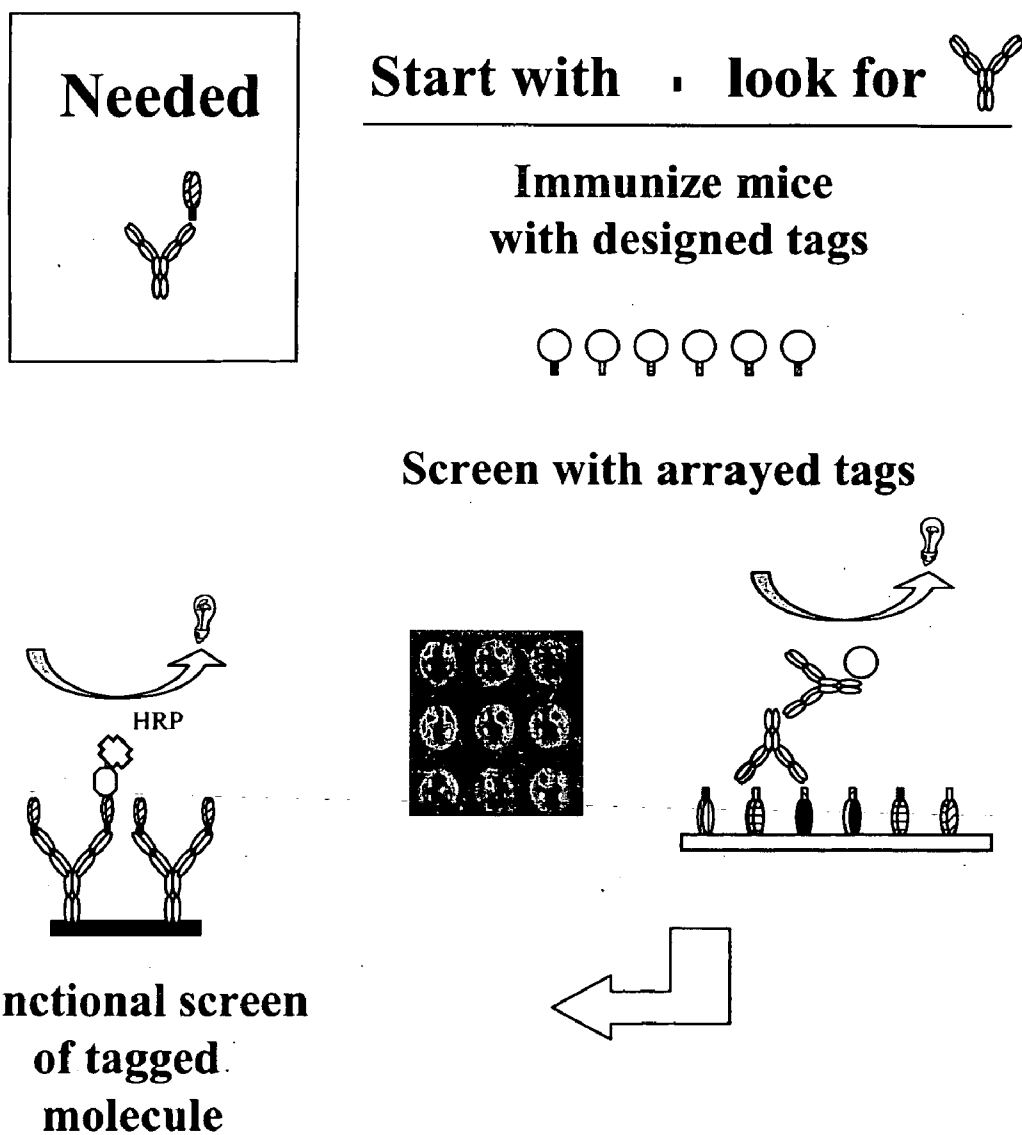 Needed
Start with look for
Immunize mice
with designed tags
Screen with arrayed tags
HRP
nctional screen
of tagged
molecule